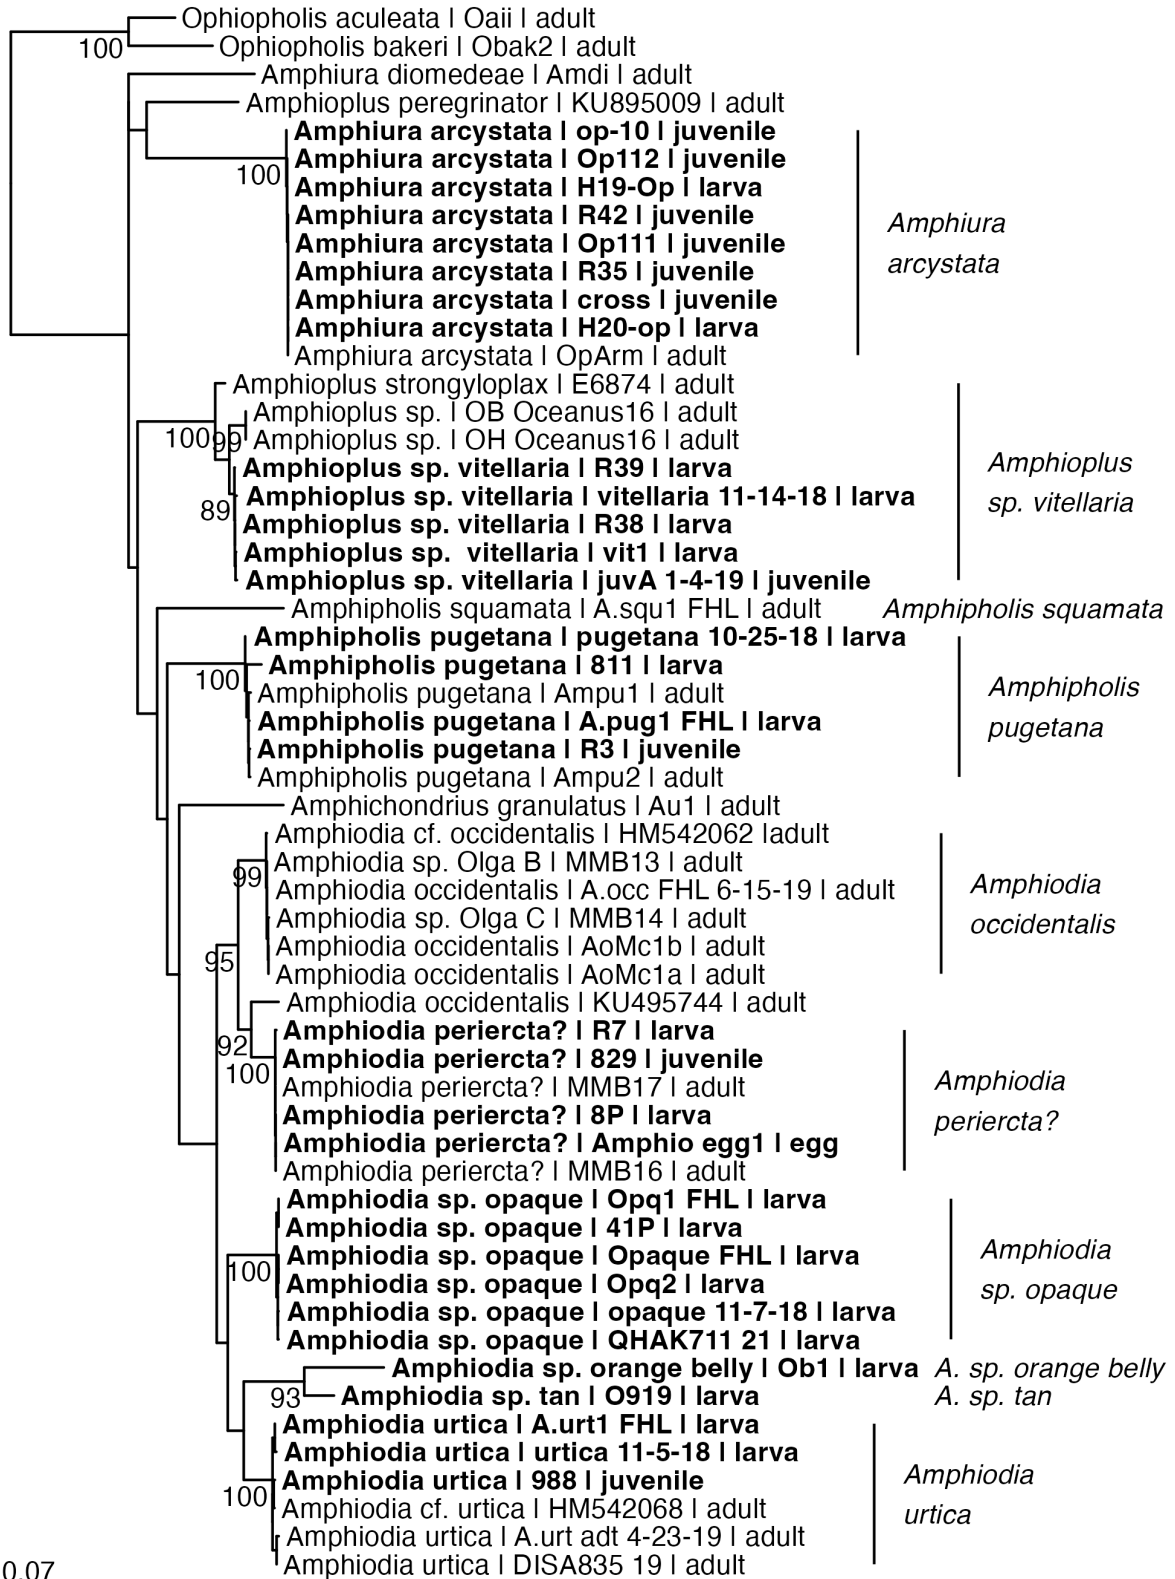 Ophiopholis aculeata | Oaii | adult
100
Ophiopholis bakeri | Obak2 | adult
Amphiura diomedeae | Amdi | adult
Amphioplus peregrinator | KU895009 | adult
Amphiura arcystata | op-10 | juvenile
Amphiura arcystata | Op112 | juvenile
100
Amphiura arcystata | H19-Op | larva
Amphiura arcystata | R42 | juvenile
Amphiura arcystata | Op111 | juvenile
Amphiura arcystata | R35 | juvenile
Amphiura arcystata | cross | juvenile
Amphiura arcystata | H20-op | larva
Amphiura arcystata | OpArm | adult
Amphiura
arcystata
Amphioplus strongyloplax | E6874 | adult
Amphioplus sp. | OB Oceanus16 | adult
100
99
Amphioplus sp. | OH Oceanus16 | adult
Amphioplus sp. vitellaria | R39 | larva
Amphioplus sp. vitellaria | vitellaria 11-14-18 | larva
89
Amphioplus sp. vitellaria | R38 | larva
Amphioplus sp.  vitellaria | vit1 | larva
Amphioplus sp. vitellaria | juvA 1-4-19 | juvenile
Amphioplus
sp. vitellaria
Amphipholis squamata | A.squ1 FHL | adult
Amphipholis squamata
Amphipholis pugetana | pugetana 10-25-18 | larva
Amphipholis pugetana | 811 | larva
100
Amphipholis pugetana | Ampu1 | adult
Amphipholis pugetana | A.pug1 FHL | larva
Amphipholis pugetana | R3 | juvenile
Amphipholis pugetana | Ampu2 | adult
Amphipholis
pugetana
Amphichondrius granulatus | Au1 | adult
Amphiodia cf. occidentalis | HM542062 |adult
Amphiodia sp. Olga B | MMB13 | adult
99
Amphiodia occidentalis | A.occ FHL 6-15-19 | adult
Amphiodia sp. Olga C | MMB14 | adult
Amphiodia occidentalis | AoMc1b | adult
95
Amphiodia occidentalis | AoMc1a | adult
Amphiodia
occidentalis
Amphiodia occidentalis | KU495744 | adult
Amphiodia periercta? | R7 | larva
92
Amphiodia periercta? | 829 | juvenile
100
Amphiodia periercta? | MMB17 | adult
Amphiodia periercta? | 8P | larva
Amphiodia periercta? | Amphio egg1 | egg
Amphiodia periercta? | MMB16 | adult
Amphiodia
periercta?
Amphiodia sp. opaque | Opq1 FHL | larva
Amphiodia sp. opaque | 41P | larva
Amphiodia sp. opaque | Opaque FHL | larva
100
Amphiodia sp. opaque | Opq2 | larva
Amphiodia sp. opaque | opaque 11-7-18 | larva
Amphiodia sp. opaque | QHAK711 21 | larva
Amphiodia
sp. opaque
Amphiodia sp. orange belly | Ob1 | larva
A. sp. orange belly
93
Amphiodia sp. tan | O919 | larva
A. sp. tan
Amphiodia urtica | A.urt1 FHL | larva
Amphiodia urtica | urtica 11-5-18 | larva
Amphiodia urtica | 988 | juvenile
100
Amphiodia cf. urtica | HM542068 | adult
Amphiodia urtica | A.urt adt 4-23-19 | adult
Amphiodia urtica | DISA835 19 | adult
Amphiodia
urtica
0.07